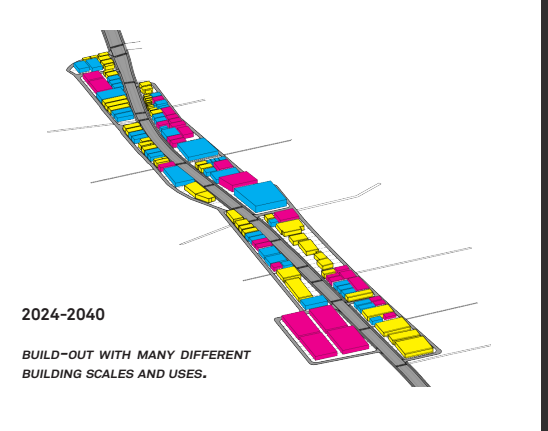 2024-2040
BUILD-OUT WITH MANY DIFFERENT
BUILDING SCALES AND USES.